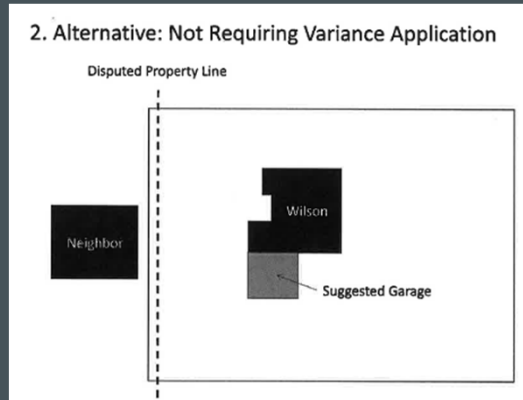 2. Alternative: Not Requiring Variance Application
Disputed Property Line
Wilson
Neighbor
Suggested Garage